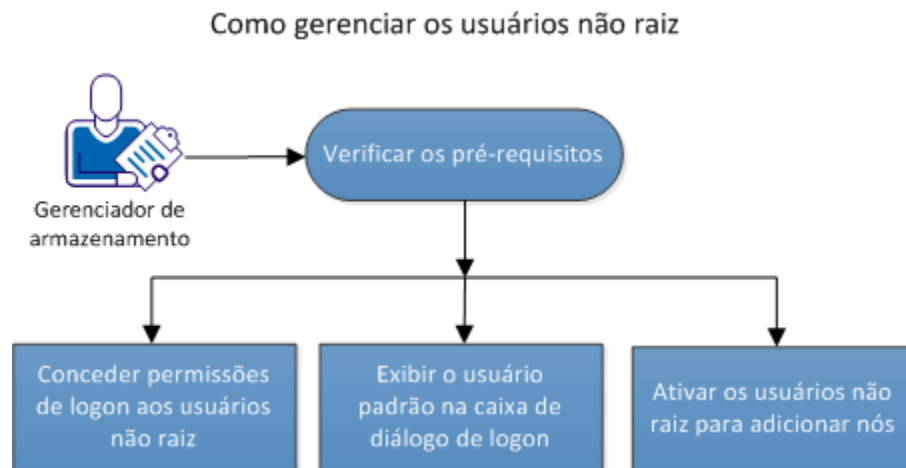 Como gerenciar os usuários não raiz
Verificar os pré-requisitos
Gerenciador de
armazenamento
Conceder permissões
de logon aos usuários
não raiz
Exibir o usuário
padrão na caixa de
diálogo de logon
Ativar os usuários não
raiz para adicionar nós